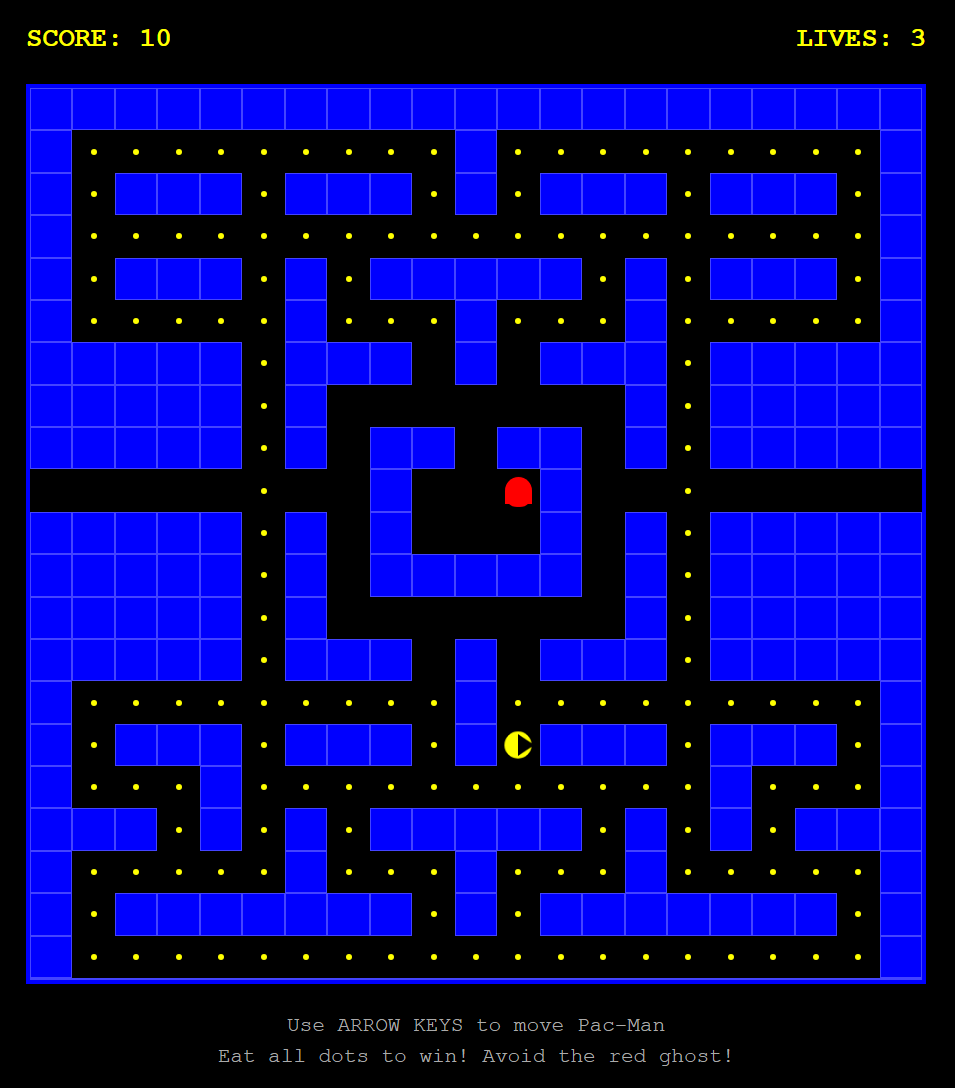 SCORE: 10
LIVES: 3
Use ARROW KEYS to move Pac-Man
Eat all dots to win! Avoid the red ghost!